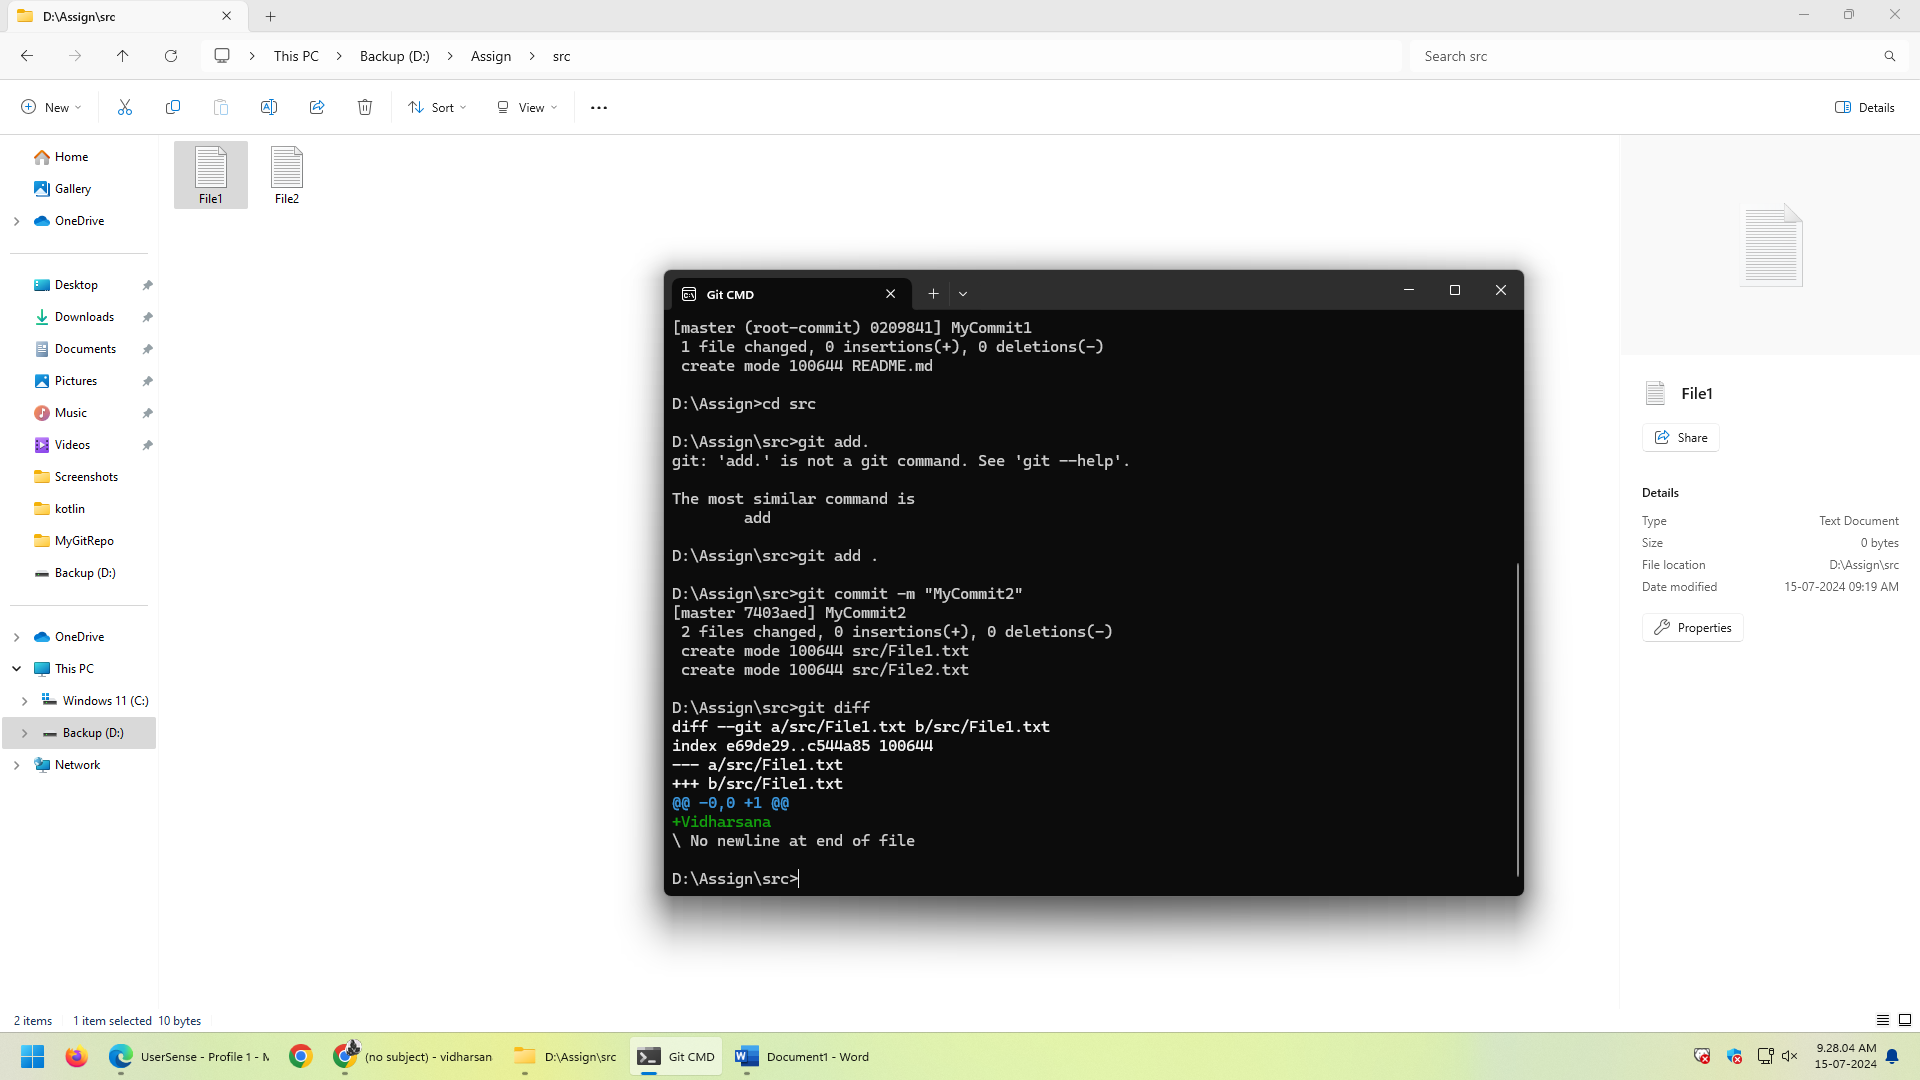 D:\Assign\src
This PC > Backup (D:) > Assign > src
Search src
New
Sort
View
Details
Home
Gallery
OneDrive
Desktop
Downloads
Documents
Pictures
Music
Videos
Screenshots
kotlin
MyGitRepo
Backup (D:)
OneDrive
This PC
Windows 11 (C:)
Backup (D:)
Network
File1
File2
Git CMD
[master (root-commit) 0209841] MyCommit1
1 file changed, 0 insertions(+), 0 deletions(-)
create mode 100644 README.md
D:\Assign>cd src
D:\Assign\src>git add.
git: 'add.' is not a git command. See 'git --help'.
The most similar command is
add
D:\Assign\src>git add .
D:\Assign\src>git commit -m "MyCommit2"
[master 7403aed] MyCommit2
2 files changed, 0 insertions(+), 0 deletions(-)
create mode 100644 src/File1.txt
create mode 100644 src/File2.txt
D:\Assign\src>git diff
diff --git a/src/File1.txt b/src/File1.txt
index e69de29..c544a85 100644
--- a/src/File1.txt
+++ b/src/File1.txt
@@ -0,0 +1 @@
+Vidharsana
\ No newline at end of file
D:\Assign\src>
File1
Share
Details
Type Text Document
Size 0 bytes
File location D:\Assign\src
Date modified 15-07-2024 09:19 AM
Properties
2 items 1 item selected 10 bytes
UserSense - Profile 1 - M
(no subject) - vidharsan
D:\Assign\src
Git CMD
Document1 - Word
9.28.04 AM
15-07-2024